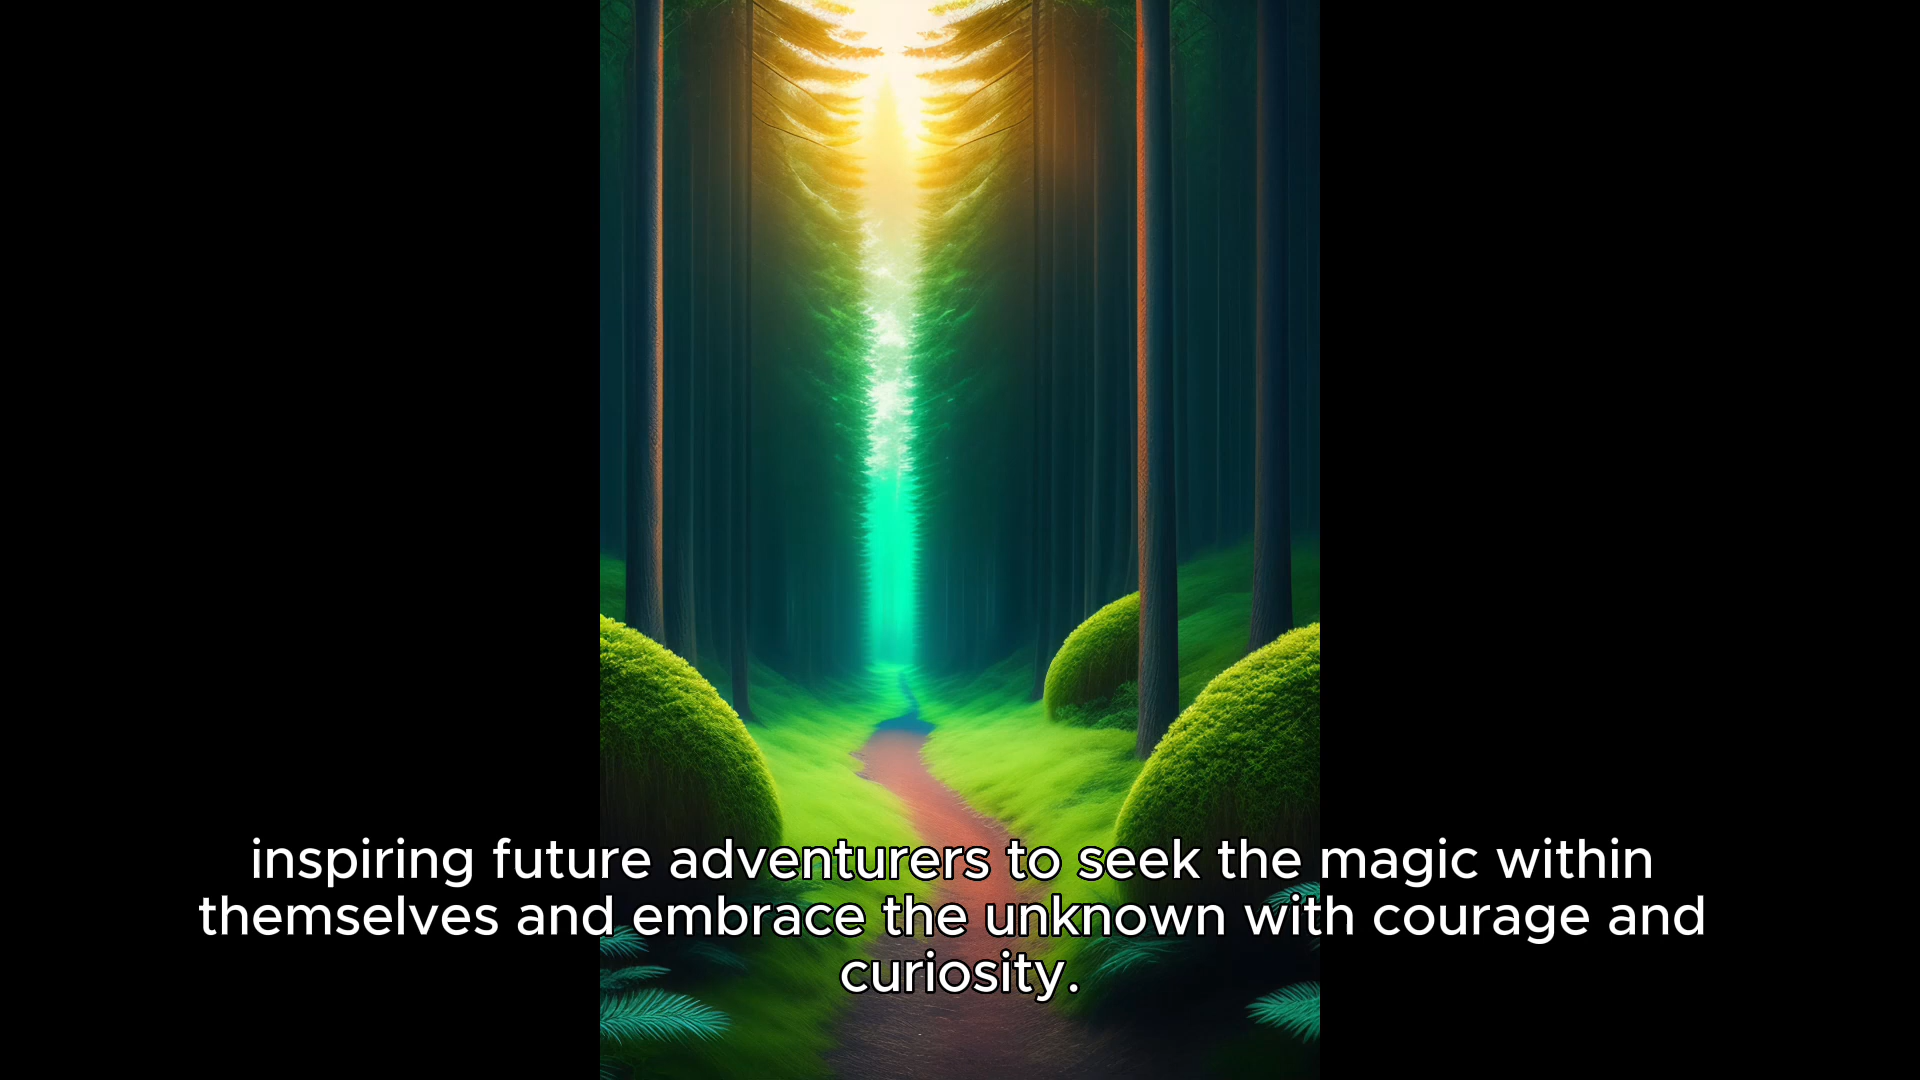 inspiring future adventurers to seek the magic within
themselves and embrace the unknown with courage and
curiosity.